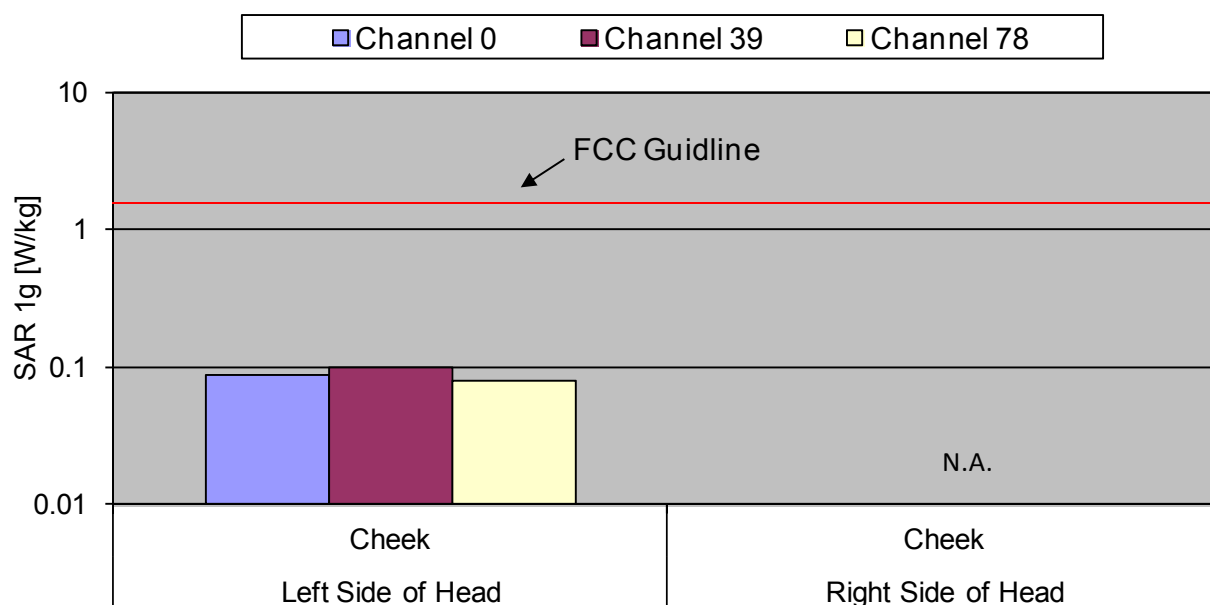 Channel 0 Channel 39 Channel 78
10
FCC Guidline
1
SAR 1g [W/kg]
0.1
N.A.
0.01
Cheek Cheek
Left Side of Head Right Side of Head